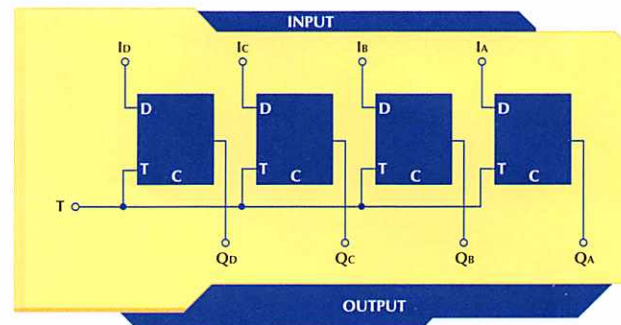 INPUT
ID IC IB IA
D D D D
T T T T
C C C C
T
QD QC QB QA
OUTPUT